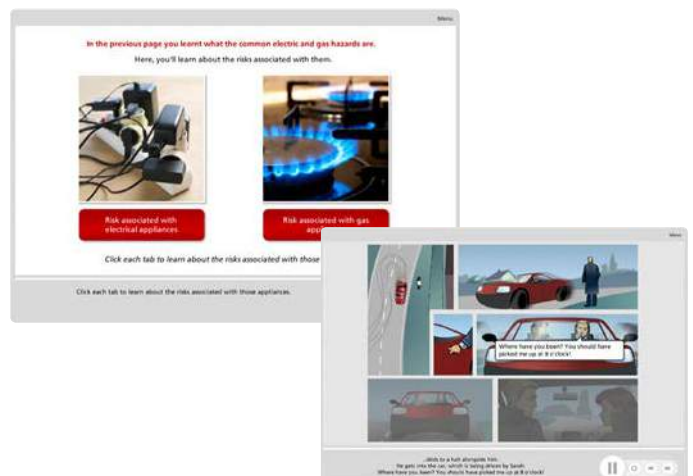 Menu
In the previous page you learnt what the common electric and gas hazards are.
Here, you'll learn about the risks associated with them.
Risk associated with
electrical appliances
Risk associated with gas
Click each tab to learn about the risks associated with those
Click each tab to learn about the risks associated with those appliances.
Menu
Where have you been? You should have
picked me up at 8 o'clock!
...skids to a halt alongside him.
He gets into the car, which is being driven by Sarah.
Where have you been? You should have picked me up at 8 o'clock!